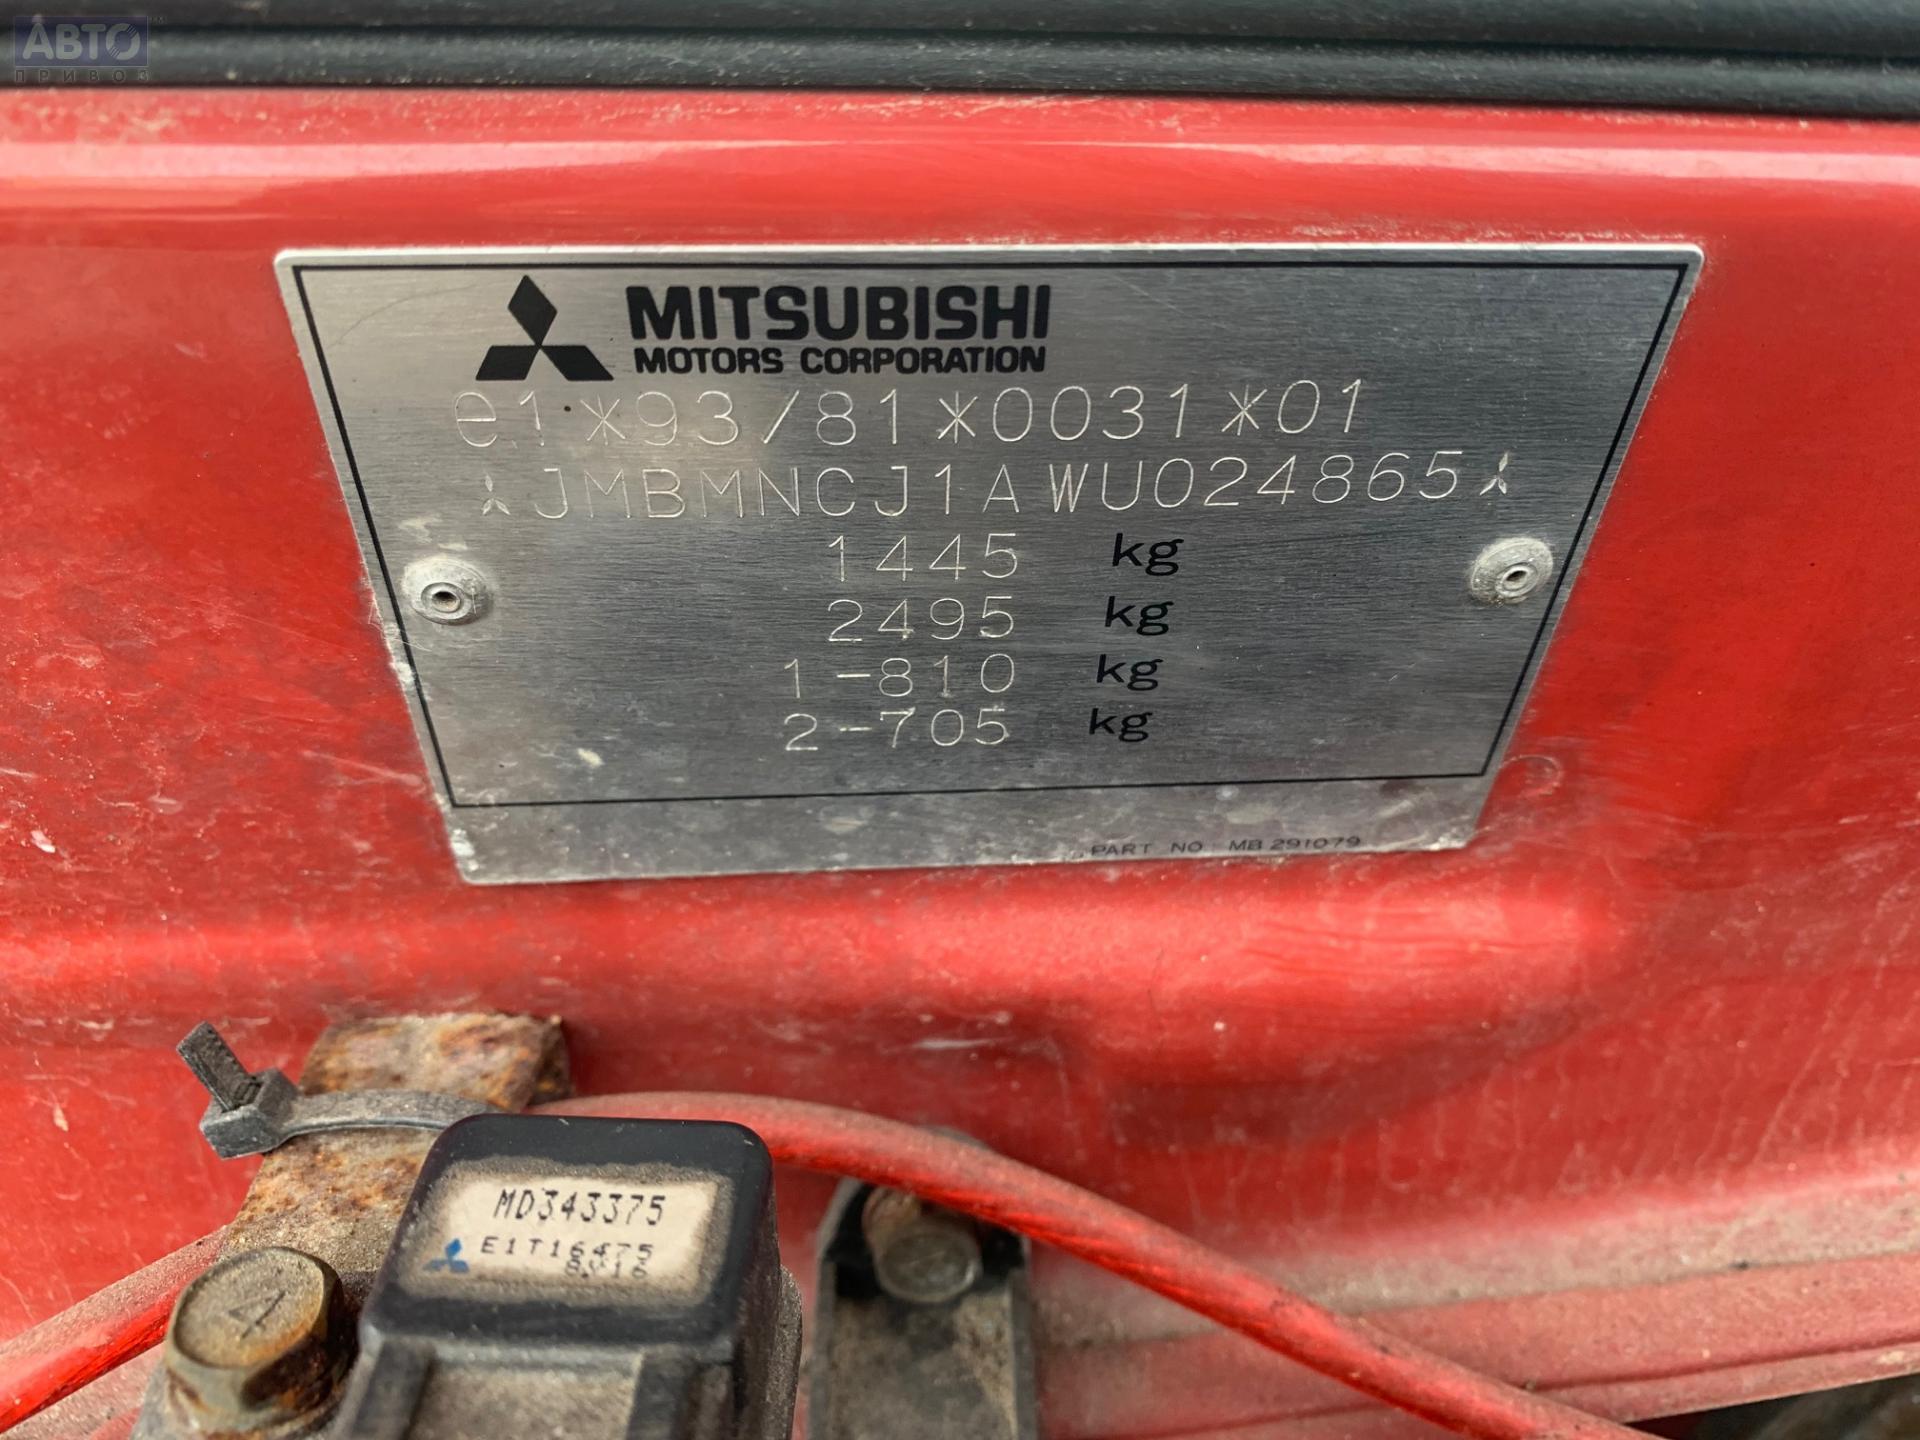 АВТО
ПРИВОЗ
MITSUBISHI
MOTORS CORPORATION
e1*93/81*0031*01
JMBMNCJ1AWU024865
1445 kg
2495 kg
1-810 kg
2-705 kg
PART NO MB 291079
MD343375
E1T16475
4